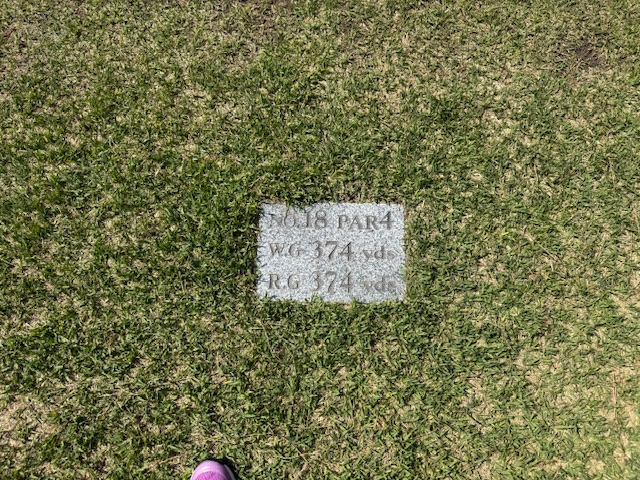 NO.18 PAR4
W.G 374 yds
R.G 374 yds